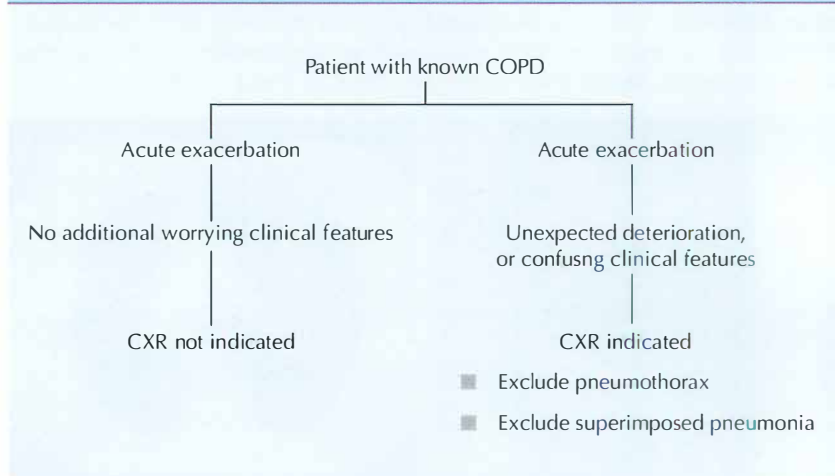 Patient with known COPD
Acute exacerbation
No additional worrying clinical features
CXR not indicated
Acute exacerbation
Unexpected deterioration,
or confusng clinical features
CXR indicated
Exclude pneumothorax
Exclude superimposed pneumonia